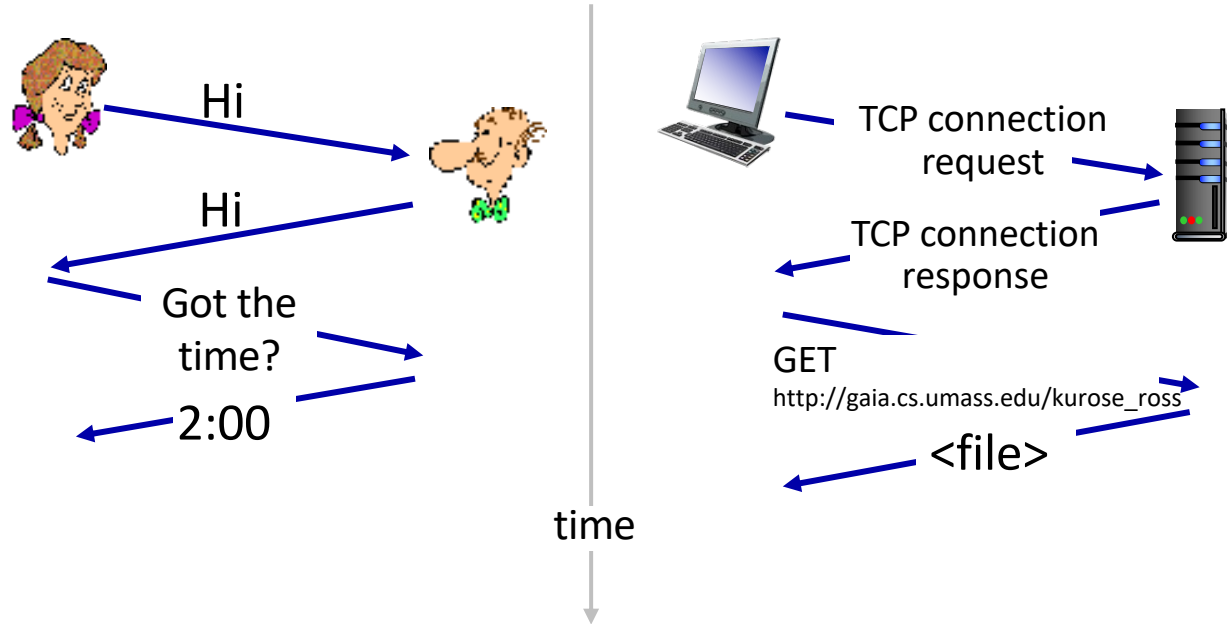 Hi
Hi
Got the
time?
2:00
time
TCP connection
request
TCP connection
response
GET
http://gaia.cs.umass.edu/kurose_ross
<file>